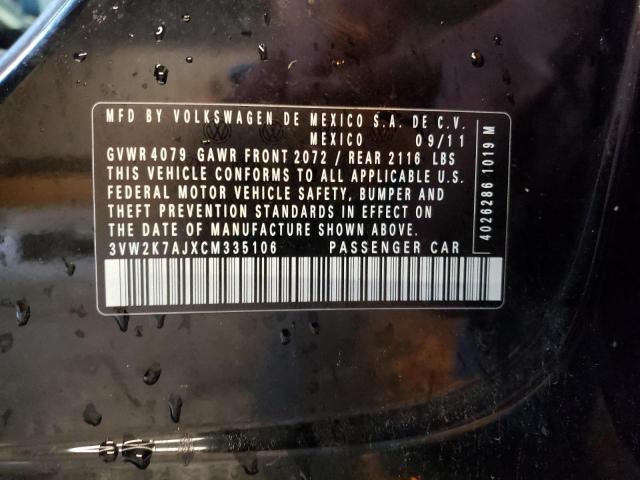 MFD BY VOLKSWAGEN DE MEXICO S.A. DE C.V.
MEXICO 09/11
GVWR 4079 GAWR FRONT 2072 / REAR 2116 LBS
THIS VEHICLE CONFORMS TO ALL APPLICABLE U.S.
FEDERAL MOTOR VEHICLE SAFETY, BUMPER AND
THEFT PREVENTION STANDARDS IN EFFECT ON
THE DATE OF MANUFACTURE SHOWN ABOVE.
3VW2K7AJXCM335106 PASSENGER CAR
4026286 1019 M